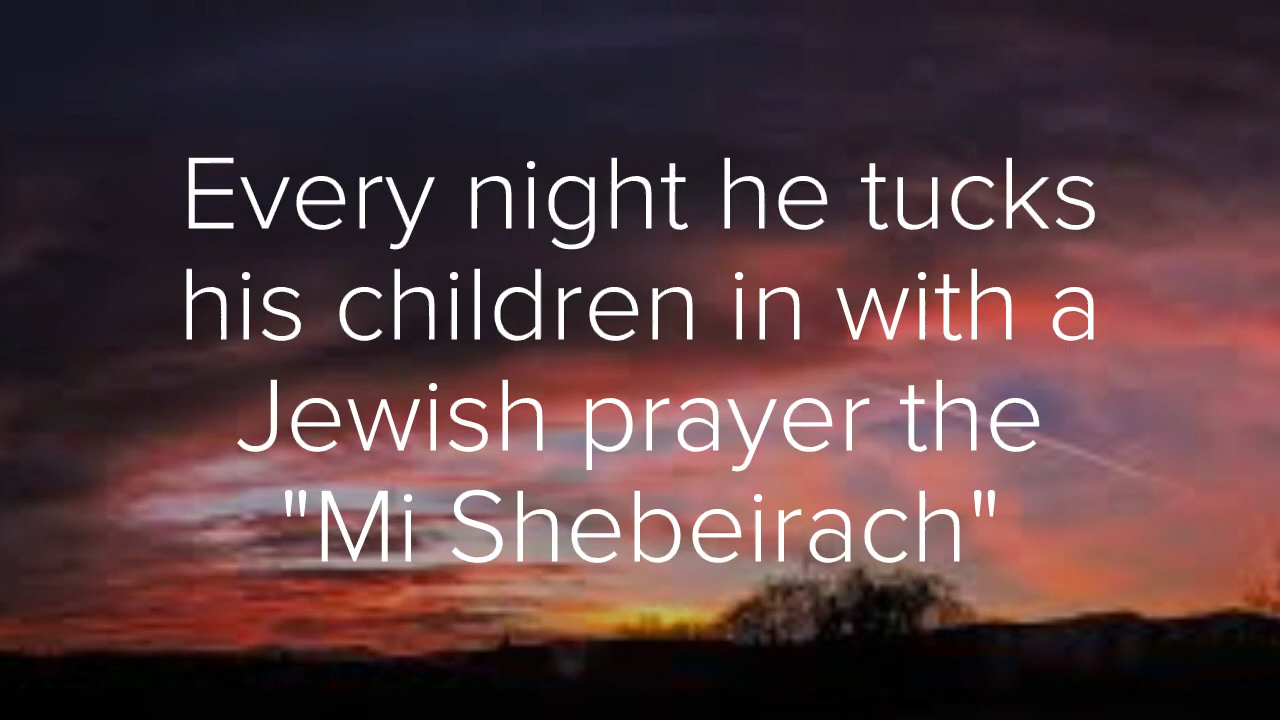 Every night he tucks
his children in with a
Jewish prayer the
"Mi Shebeirach"